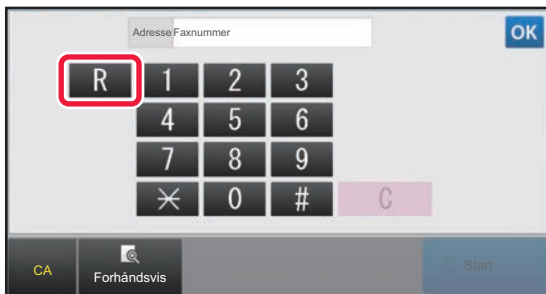 Adresse Faxnummer OK
R 1 2 3
4 5 6
7 8 9
* 0 # C
CA Forhåndsvis Start